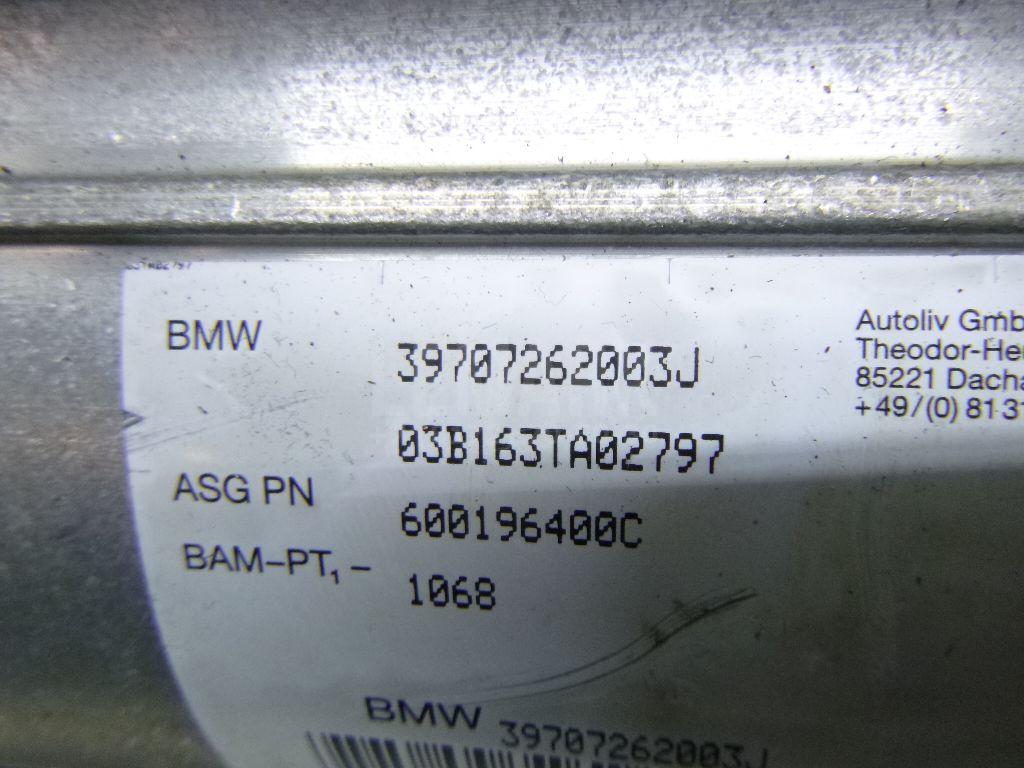 BMW 39707262003J
03B163TA02797
ASG PN 600196400C
BAM-PT₁ - 1068
BMW 39707262003J
Autoliv Gmb
Theodor-He
85221 Dacha
+49/(0) 81 31